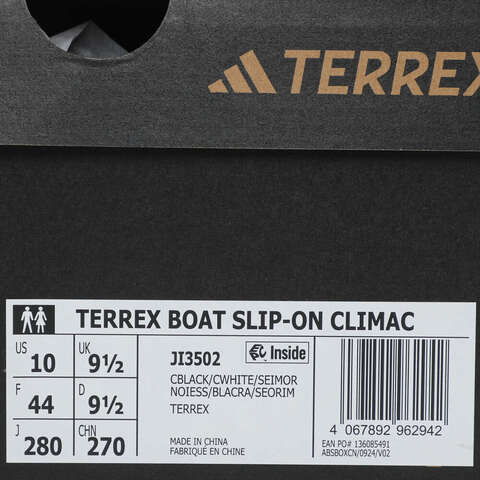 TERREX
TERREX BOAT SLIP-ON CLIMAC
US 10 UK 9½
F 44 D 9½
J 280 CHN 270
JI3502 Inside
CBLACK/CWHITE/SEIMOR
NOIESS/BLACRA/SEORIM
TERREX
MADE IN CHINA
FABRIQUÉ EN CHINE
4 067892 962942
EAN PO# 136085491
ABSBOXCN/0924/V02